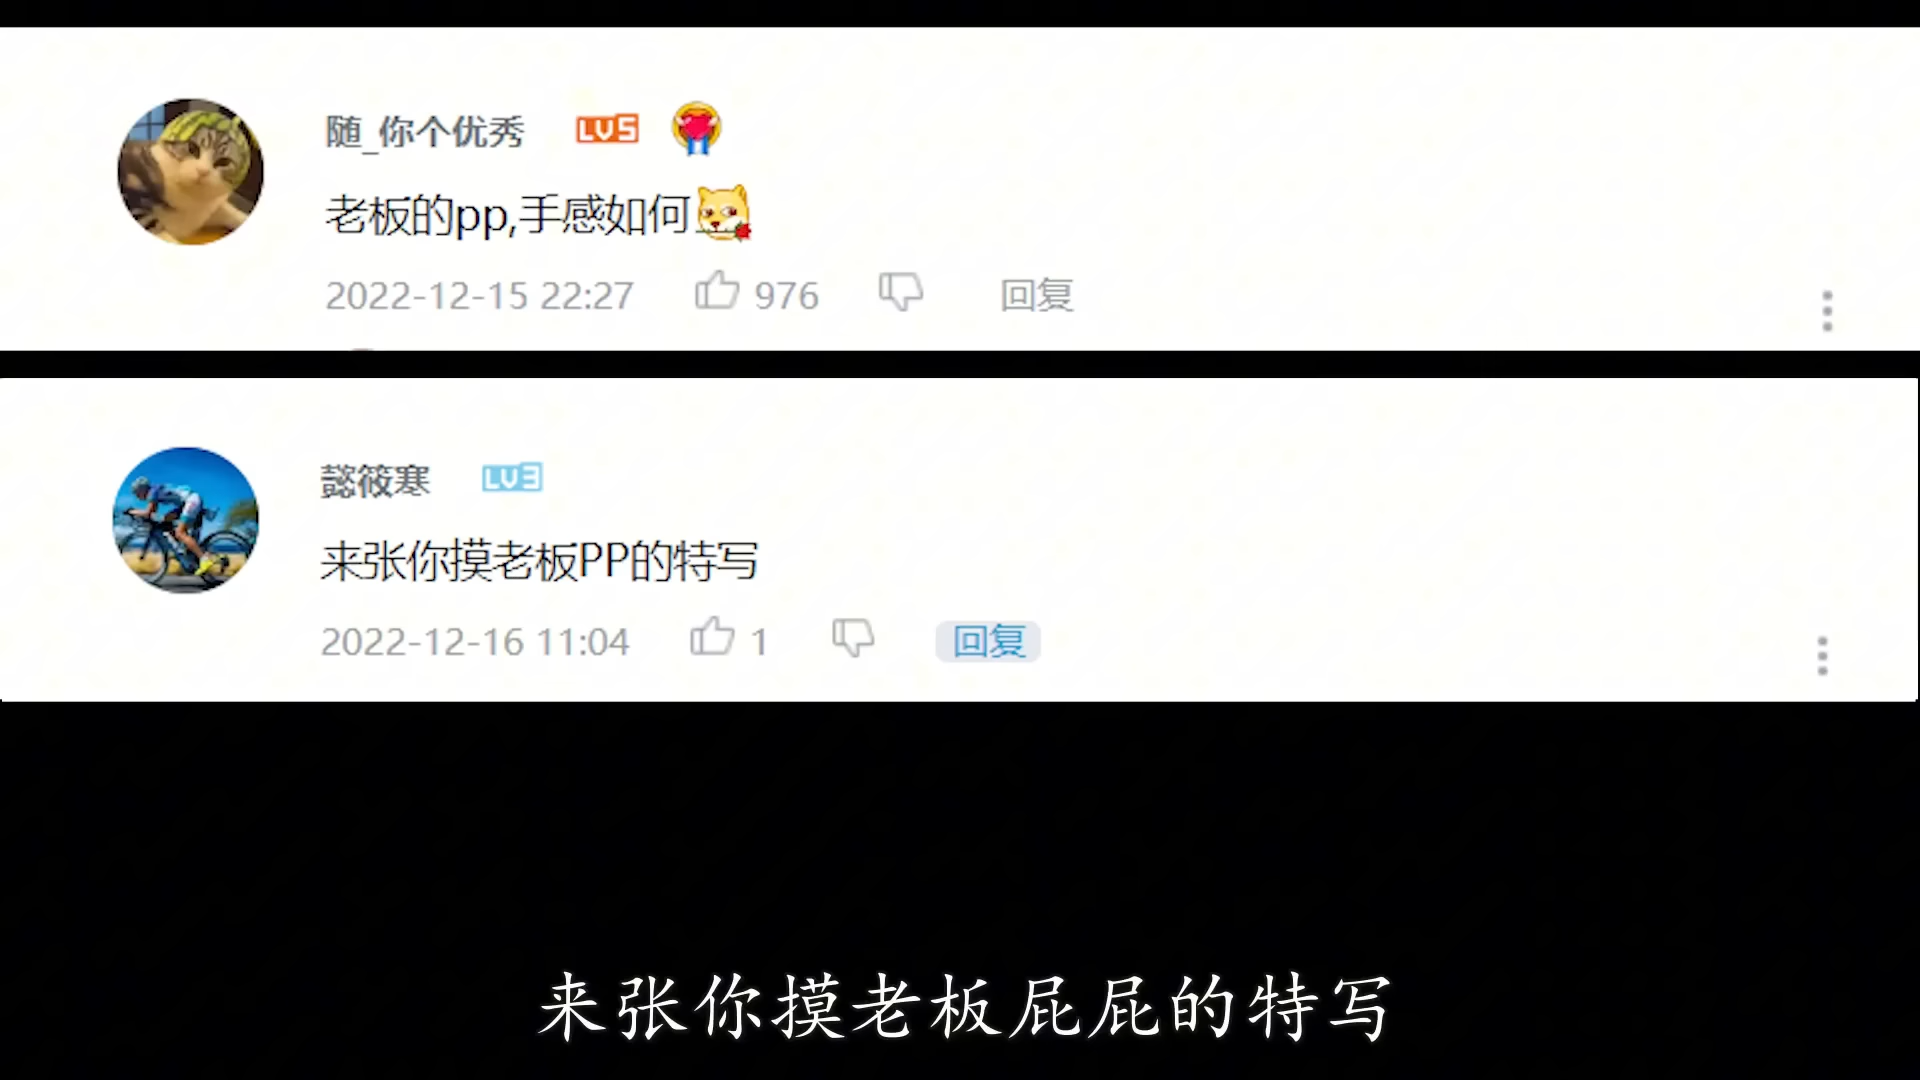 随_你个优秀 LV5
老板的pp,手感如何
2022-12-15 22:27 976 回复
懿筱寒 LV3
来张你摸老板PP的特写
2022-12-16 11:04 1 回复
来张你摸老板屁屁的特写